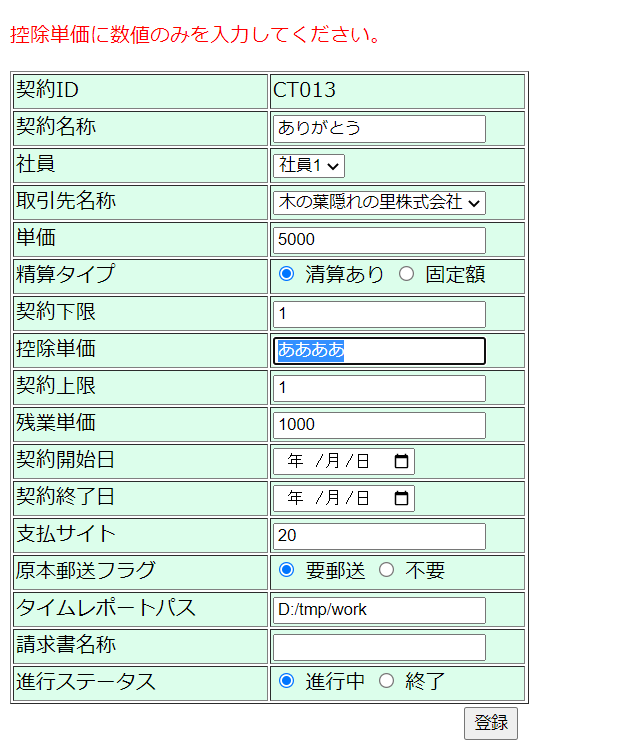 控除単価に数値のみを入力してください。
契約ID CT013
契約名称 ありがとう
社員 社員1
取引先名称 木の葉隠れの里株式会社
単価 5000
精算タイプ 清算あり 固定額
契約下限 1
控除単価 ああああ
契約上限 1
残業単価 1000
契約開始日 年 /月/日
契約終了日 年 /月/日
支払サイト 20
原本郵送フラグ 要郵送 不要
タイムレポートパス D:/tmp/work
請求書名称
進行ステータス 進行中 終了
登録